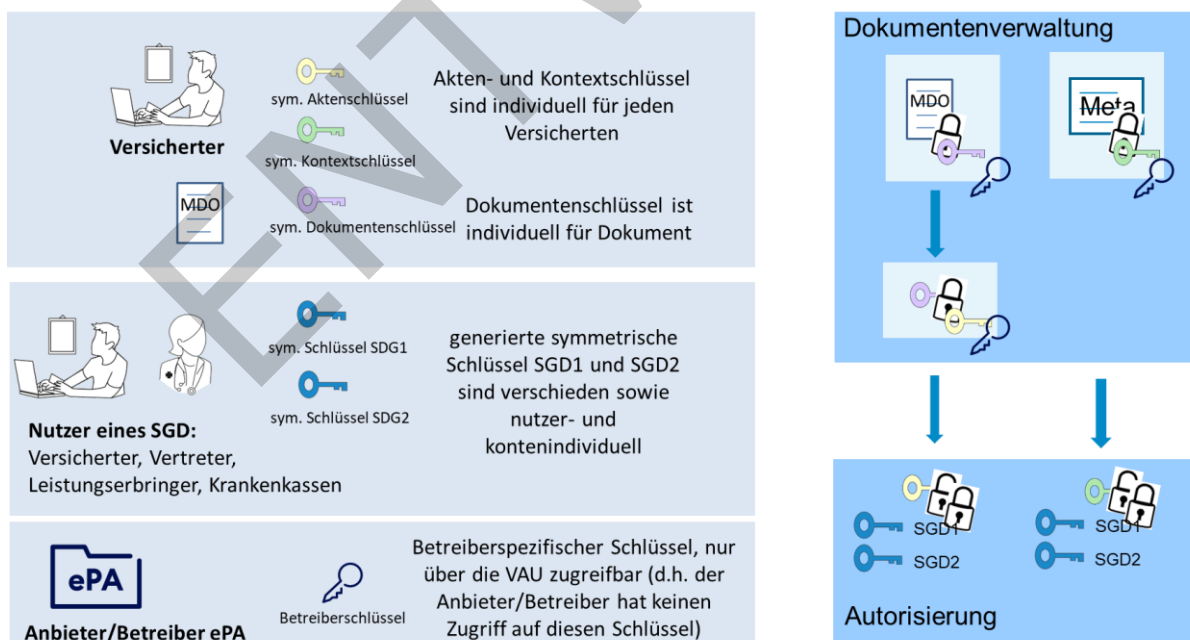 Versicherter
sym. Aktenschlüssel
sym. Kontextschlüssel
Akten- und Kontextschlüssel
sind individuell für jeden
Versicherten
MDO
sym. Dokumentenschlüssel
Dokumentenschlüssel ist
individuell für Dokument
Nutzer eines SGD:
Versicherter, Vertreter,
Leistungserbringer, Krankenkassen
sym. Schlüssel SDG1
sym. Schlüssel SDG2
generierte symmetrische
Schlüssel SGD1 und SGD2
sind verschieden sowie
nutzer- und
kontenindividuell
ePA
Anbieter/Betreiber ePA
Betreiberschlüssel
Betreiberspezifischer Schlüssel, nur
über die VAU zugreifbar (d.h. der
Anbieter/Betreiber hat keinen
Zugriff auf diesen Schlüssel)
Dokumentenverwaltung
MDO
Meta
SGD1
SGD2
SGD1
SGD2
Autorisierung